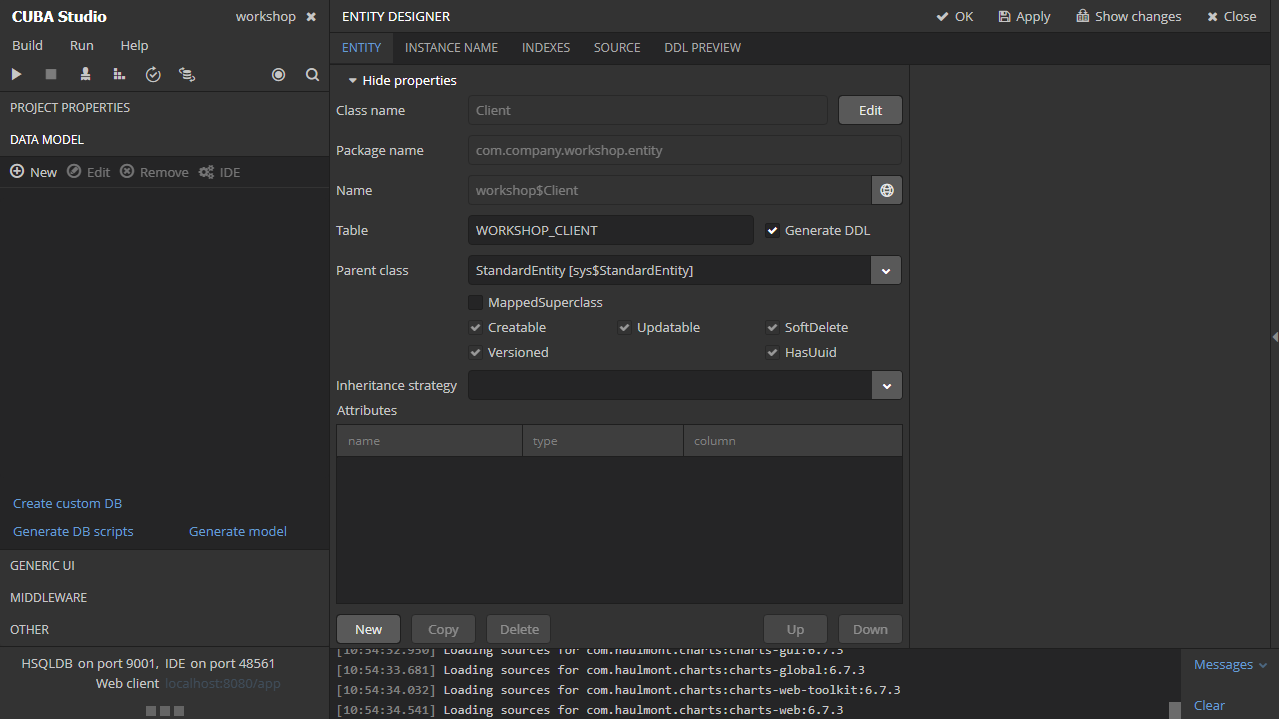 CUBA Studio workshop
ENTITY DESIGNER OK Apply Show changes Close
Build Run Help
ENTITY INSTANCE NAME INDEXES SOURCE DDL PREVIEW
Hide properties
PROJECT PROPERTIES
DATA MODEL
New Edit Remove IDE
Class name Client Edit
Package name com.company.workshop.entity
Name workshop$Client
Table WORKSHOP_CLIENT Generate DDL
Parent class StandardEntity [sys$StandardEntity]
MappedSuperclass
Creatable Updatable SoftDelete
Versioned HasUuid
Inheritance strategy
Attributes
name type column
Create custom DB
Generate DB scripts Generate model
GENERIC UI
MIDDLEWARE
OTHER
New Copy Delete Up Down
HSQLDB on port 9001, IDE on port 48561
Web client localhost:8080/app
[10:54:32.950] Loading sources for com.haulmont.charts:charts-gui:6.7.3
[10:54:33.681] Loading sources for com.haulmont.charts:charts-global:6.7.3
[10:54:34.032] Loading sources for com.haulmont.charts:charts-web-toolkit:6.7.3
[10:54:34.541] Loading sources for com.haulmont.charts:charts-web:6.7.3
Messages
Clear